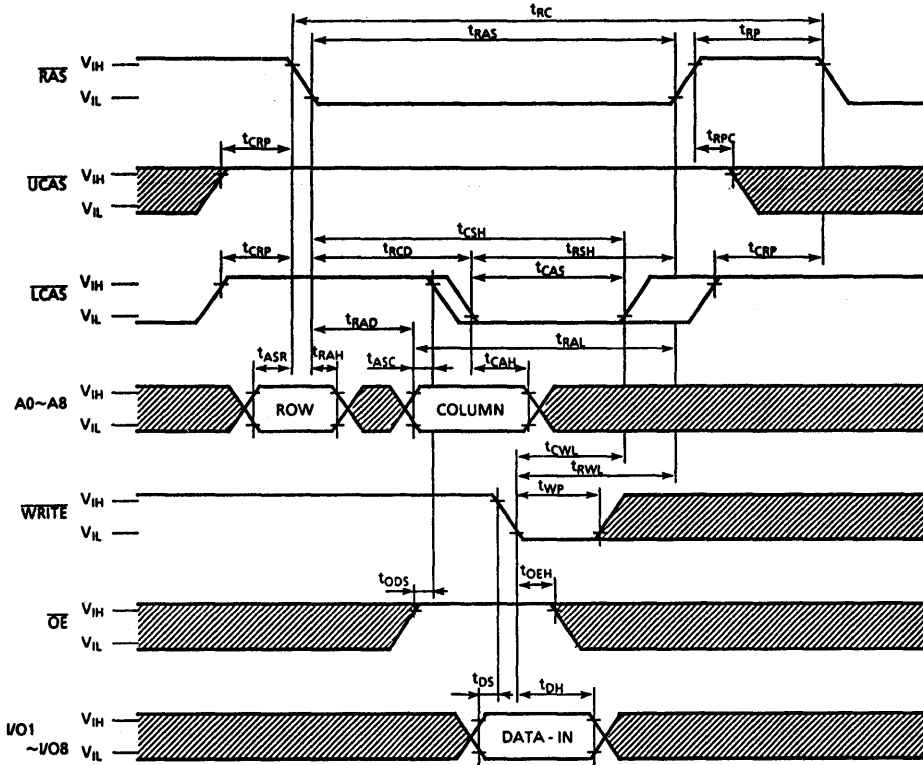 tRC
tRAS
tRP
RAS
VIH
VIL
tCRP
tRPC
UCAS
VIH
VIL
tCSH
tCRP
tRCD
tRSH
tCRP
tCAS
LCAS
VIH
VIL
tRAD
tRAL
tASR
tRAH
tASC
tCAH
A0~A8
VIH
VIL
ROW
COLUMN
tCWL
tRWL
tWP
WRITE
VIH
VIL
tODS
tOEH
OE
VIH
VIL
tDS
tDH
I/O1
~I/O8
VIH
VIL
DATA - IN